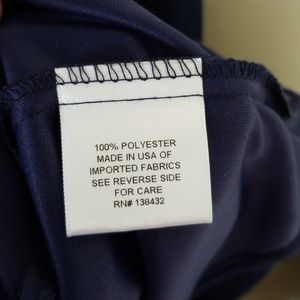 100% POLYESTER
MADE IN USA OF
IMPORTED FABRICS
SEE REVERSE SIDE
FOR CARE
RN# 138432